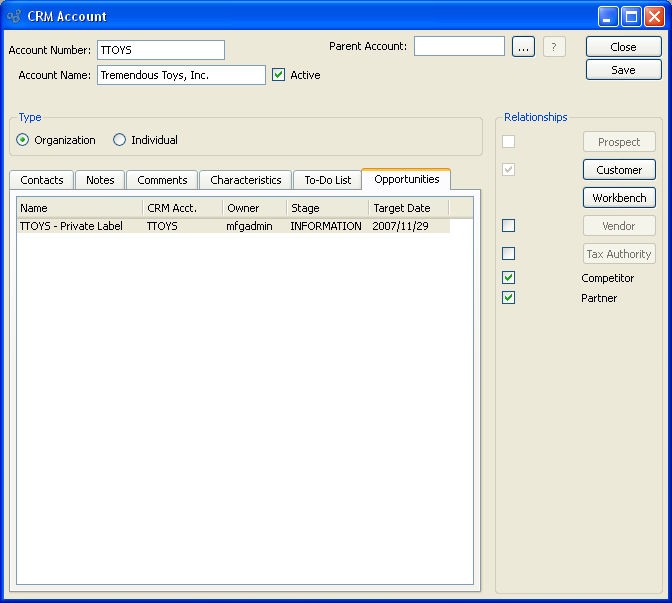 CRM Account
Account Number: TTOYS Parent Account: ... ? Close
Account Name: Tremendous Toys, Inc. Active Save
Type Relationships
Organization Individual Prospect
Customer
Contacts Notes Comments Characteristics To-Do List Opportunities
Workbench
Name CRM Acct. Owner Stage Target Date
TTOYS - Private Label TTOYS mfgadmin INFORMATION 2007/11/29 Vendor
Tax Authority
Competitor
Partner